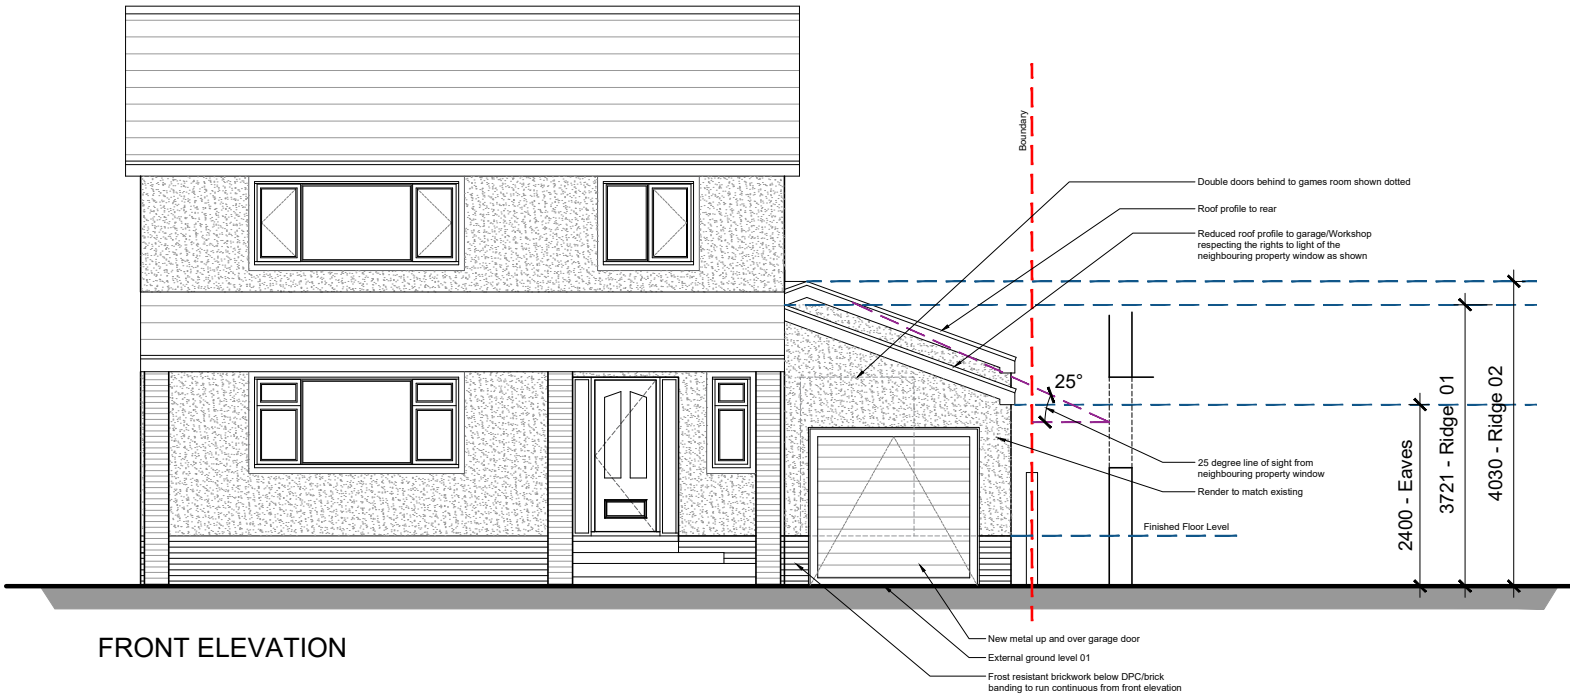 Boundary
Double doors behind to games room shown dotted
Roof profile to rear
Reduced roof profile to garage/Workshop
respecting the rights to light of the
neighbouring property window as shown
25°
25 degree line of sight from
neighbouring property window
Render to match existing
Finished Floor Level
2400 - Eaves
3721 - Ridge 01
4030 - Ridge 02
FRONT ELEVATION
New metal up and over garage door
External ground level 01
Frost resistant brickwork below DPC/brick
banding to run continuous from front elevation